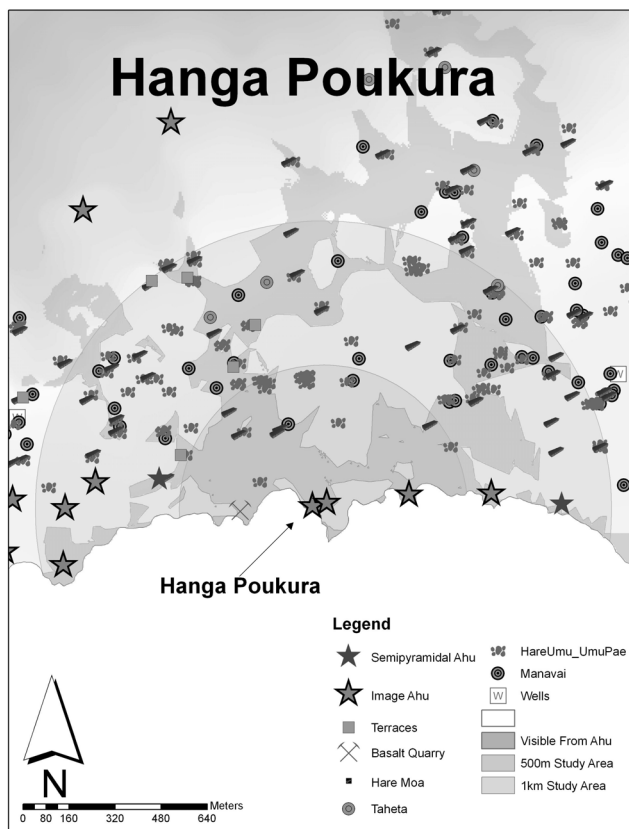 Hanga Poukura
W
W
Hanga Poukura
Legend
Semipyramidal Ahu
Image Ahu
Terraces
Basalt Quarry
Hare Moa
Taheta
HareUmu_UmuPae
Manavai
W Wells
Visible From Ahu
500m Study Area
1km Study Area
N
Meters
0 80 160 320 480 640